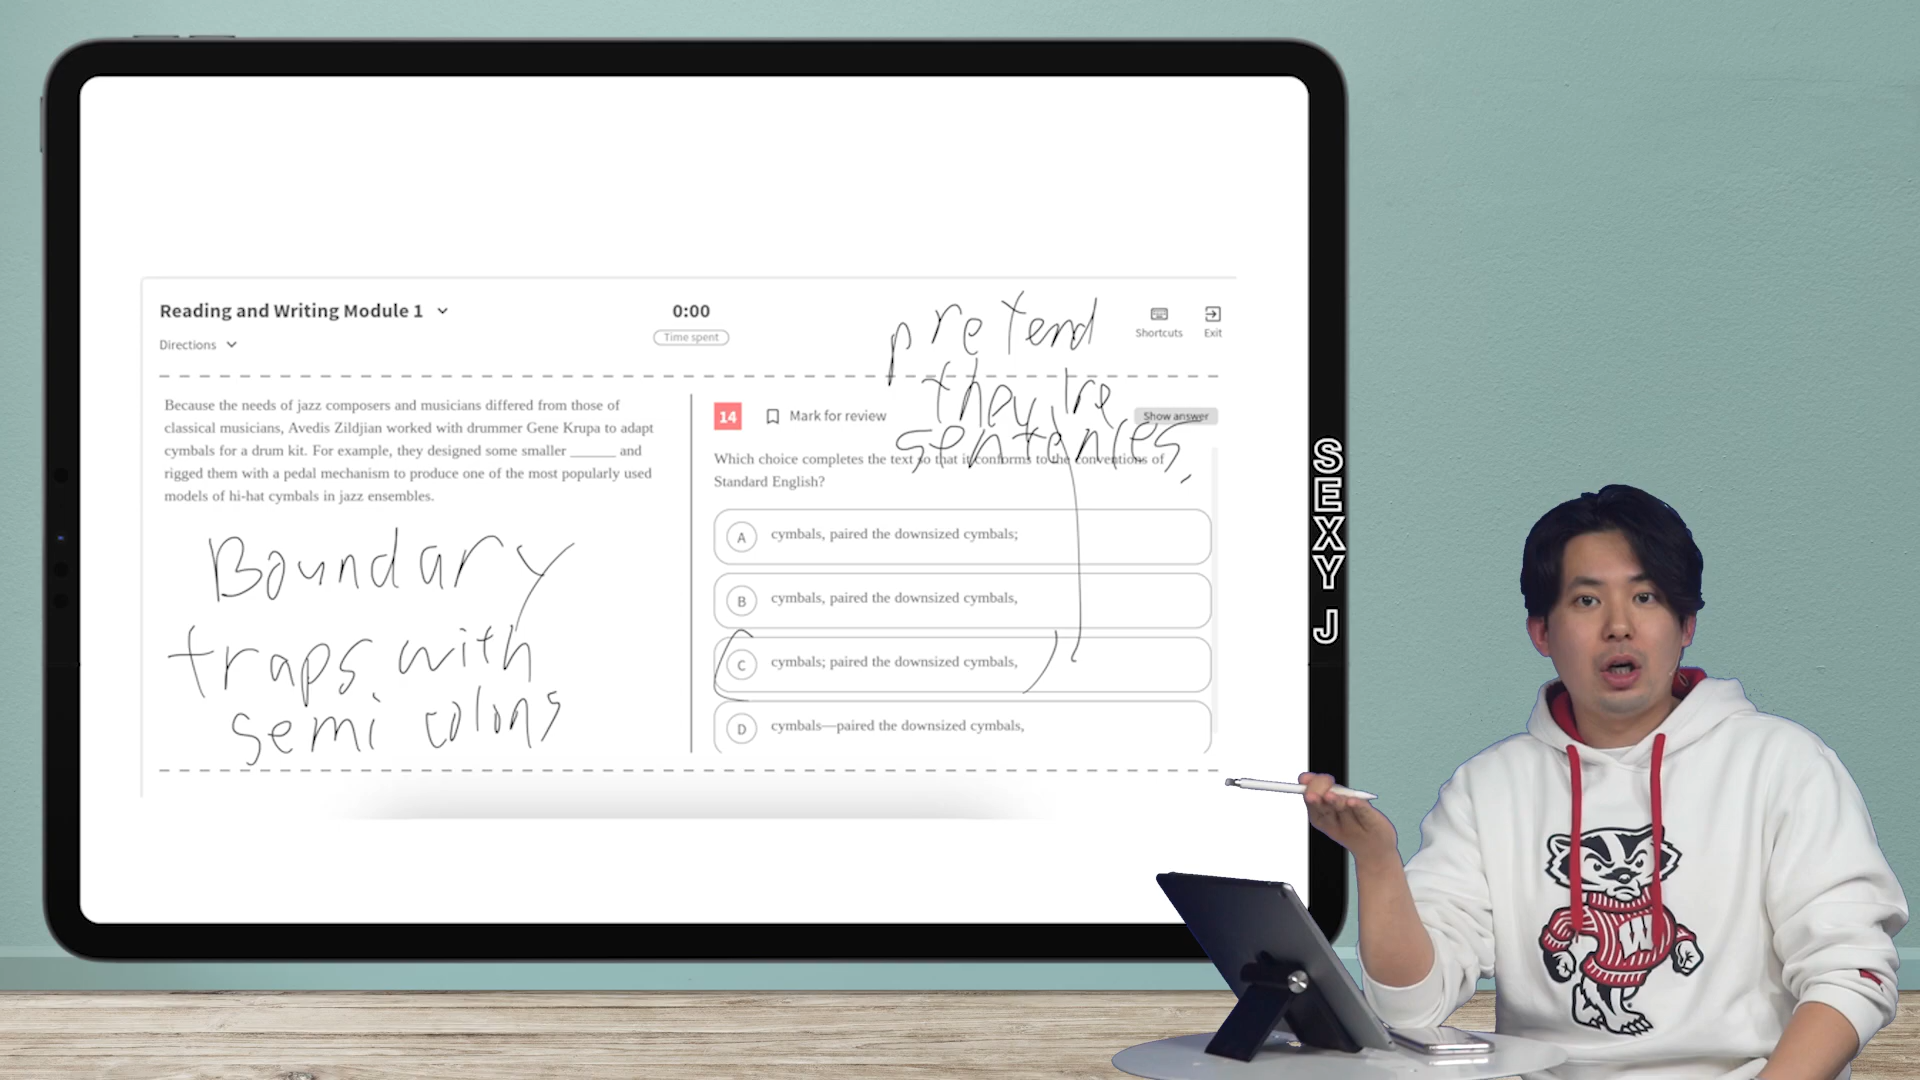 Reading and Writing Module 1
Directions
0:00
Time spent
Shortcuts
Exit
pretend
they're
sentences,
Because the needs of jazz composers and musicians differed from those of
classical musicians, Avedis Zildjian worked with drummer Gene Krupa to adapt
cymbals for a drum kit. For example, they designed some smaller ______ and
rigged them with a pedal mechanism to produce one of the most popularly used
models of hi-hat cymbals in jazz ensembles.
Boundary
traps with
semi colons
14
Mark for review
Show answer
Which choice completes the text so that it conforms to the conventions of
Standard English?
A cymbals, paired the downsized cymbals;
B cymbals, paired the downsized cymbals,
C cymbals; paired the downsized cymbals,
D cymbals—paired the downsized cymbals,
SEXY J
W